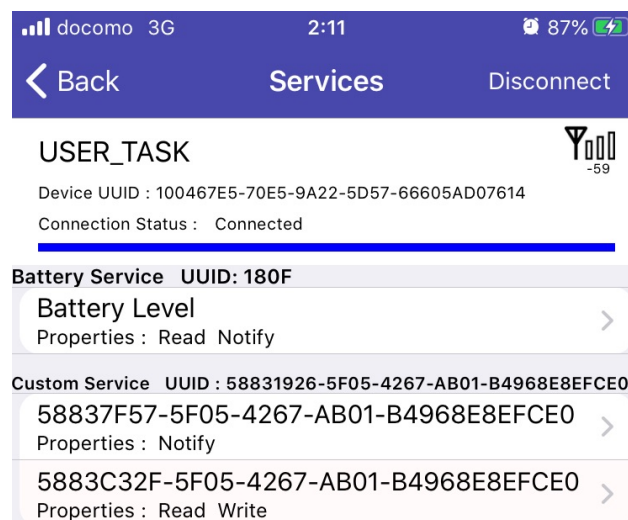 docomo 3G 2:11 87%
Back Services Disconnect
USER_TASK
-59
Device UUID : 100467E5-70E5-9A22-5D57-66605AD07614
Connection Status : Connected
Battery Service UUID: 180F
Battery Level
Properties : Read Notify
Custom Service UUID : 58831926-5F05-4267-AB01-B4968E8EFCE0
58837F57-5F05-4267-AB01-B4968E8EFCE0
Properties : Notify
5883C32F-5F05-4267-AB01-B4968E8EFCE0
Properties : Read Write